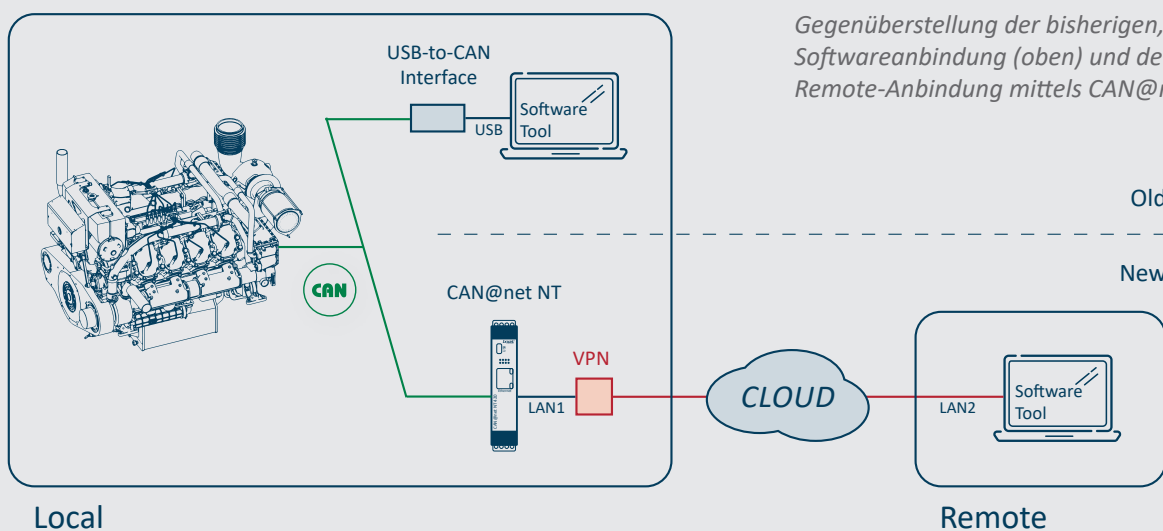 Gegenüberstellung der bisherigen,
Softwareanbindung (oben) und de
Remote-Anbindung mittels CAN@
USB-to-CAN
Interface
Software
Tool
USB
Old
New
CAN
CAN@net NT
VPN
LAN1
CLOUD
LAN2
Software
Tool
Local
Remote